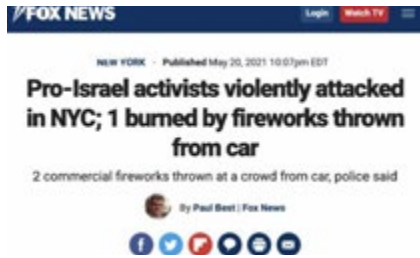 FOX NEWS
Login Watch TV
NEW YORK · Published May 20, 2021 10:07pm EDT
Pro-Israel activists violently attacked
in NYC; 1 burned by fireworks thrown
from car
2 commercial fireworks thrown at a crowd from car, police said
By Paul Best | Fox News